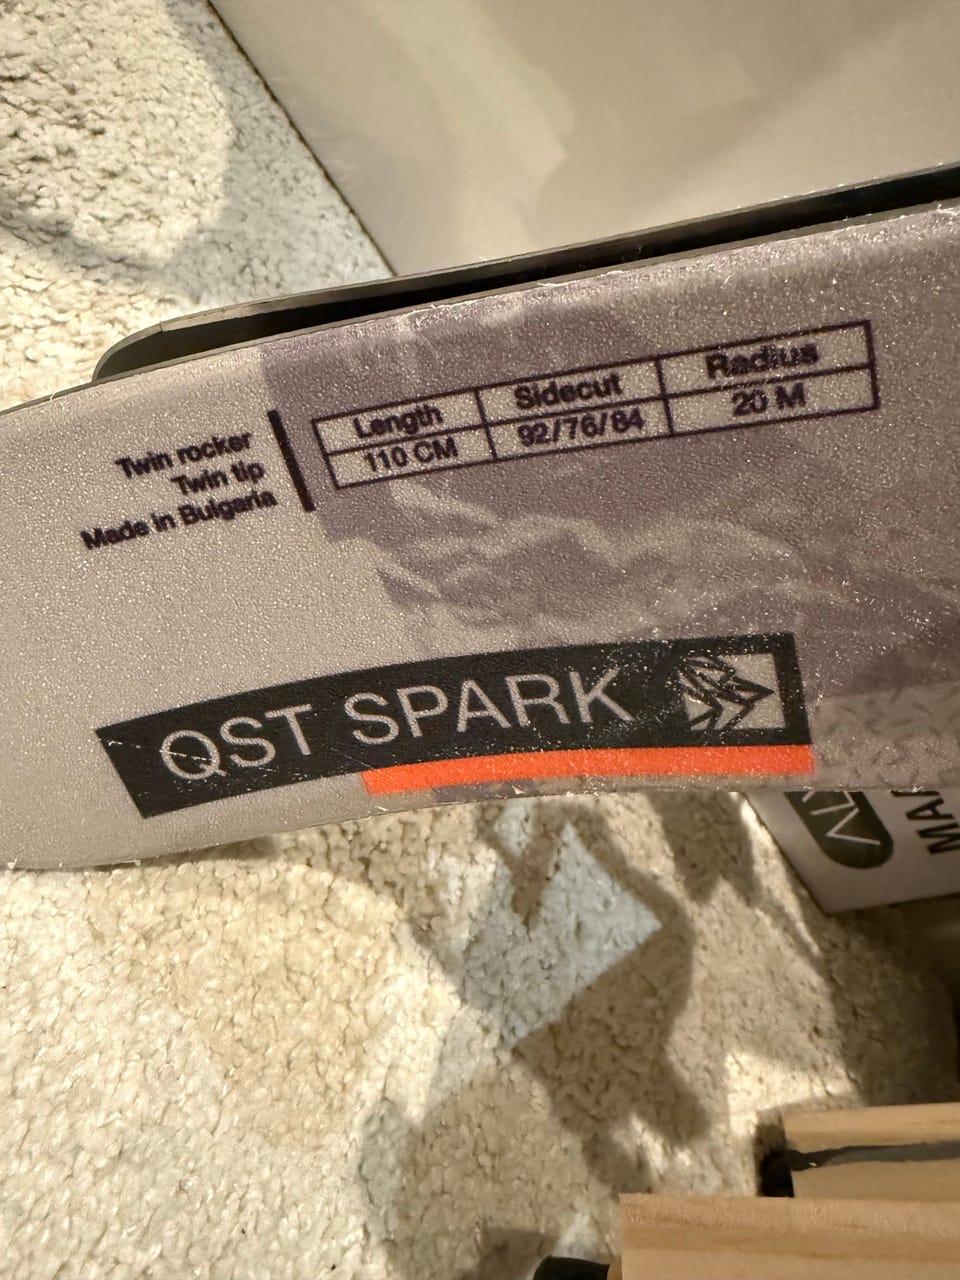 Twin rocker
Twin tip
Made in Bulgaria
Length Sidecut Radius
110 CM 92/76/84 20 M
QST SPARK